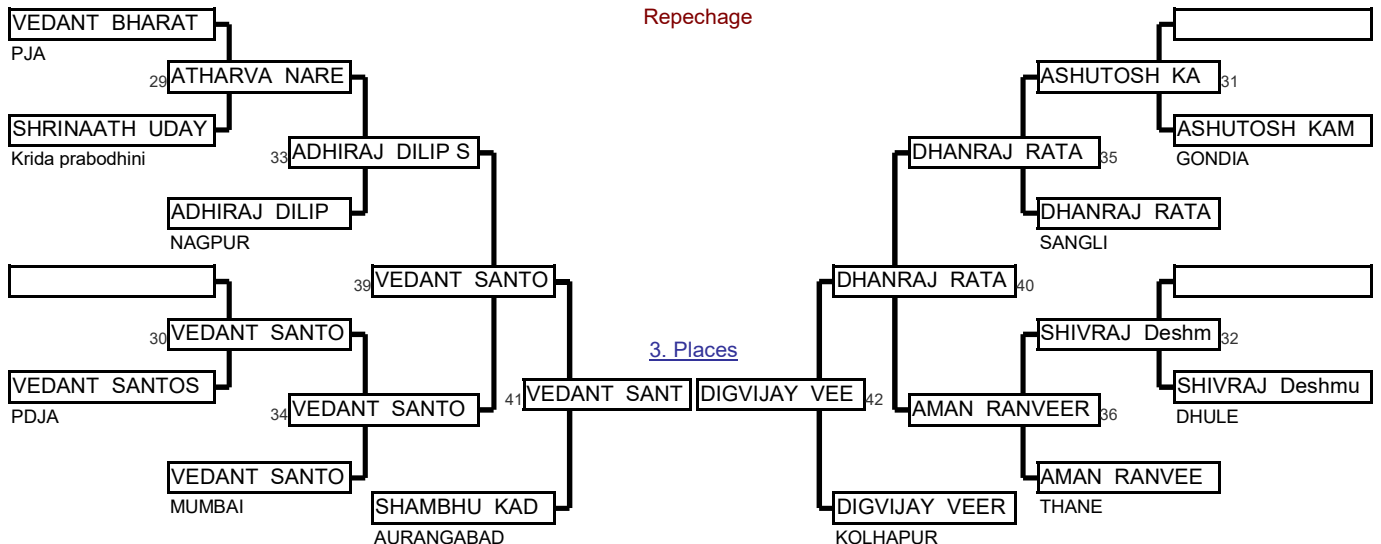 Repechage
VEDANT BHARAT
PJA
29 ATHARVA NARE
ASHUTOSH KA 31
SHRINAATH UDAY
Krida prabodhini
ASHUTOSH KAM
GONDIA
33 ADHIRAJ DILIP S
DHANRAJ RATA 35
ADHIRAJ DILIP
NAGPUR
DHANRAJ RATA
SANGLI
39 VEDANT SANTO
DHANRAJ RATA 40
30 VEDANT SANTO
SHIVRAJ Deshm 32
3. Places
VEDANT SANTOS
PDJA
41 VEDANT SANT
DIGVIJAY VEE 42
SHIVRAJ Deshmu
DHULE
34 VEDANT SANTO
AMAN RANVEER 36
VEDANT SANTO
MUMBAI
AMAN RANVEE
THANE
SHAMBHU KAD
AURANGABAD
DIGVIJAY VEER
KOLHAPUR